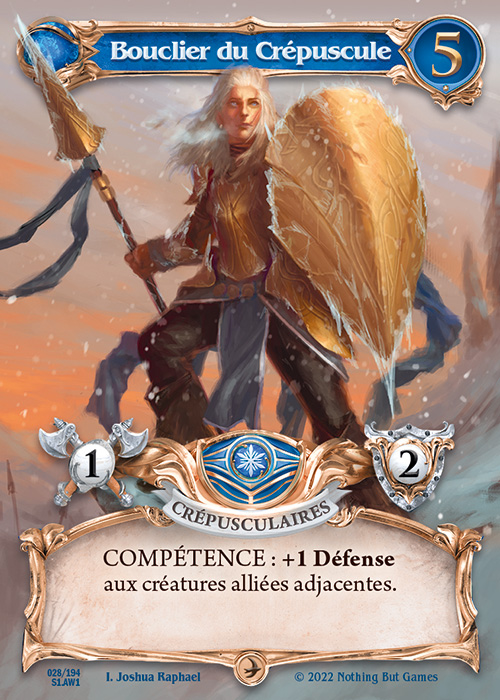 Bouclier du Crépuscule
5
1
2
CRÉPUSCULAIRES
COMPÉTENCE : +1 Défense
aux créatures alliées adjacentes.
028/194
S1.AW1
I. Joshua Raphael
© 2022 Nothing But Games